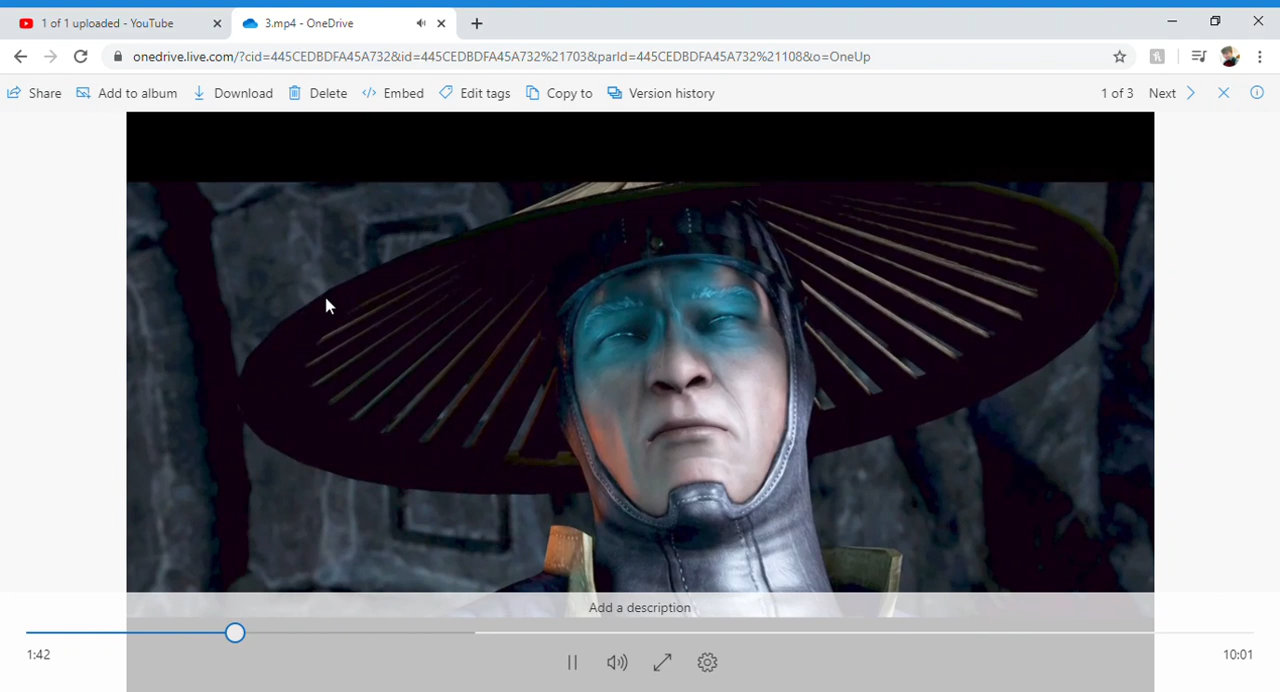 1 of 1 uploaded - YouTube
3.mp4 - OneDrive
onedrive.live.com/?cid=445CEDBDFA45A732&id=445CEDBDFA45A732%21703&parId=445CEDBDFA45A732%21108&o=OneUp
Share Add to album Download Delete Embed Edit tags Copy to Version history 1 of 3 Next
Add a description
1:42
10:01